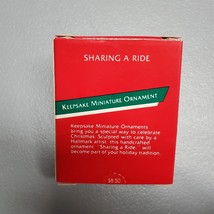 SHARING A RIDE
KEEPSAKE MINIATURE ORNAMENT
Keepsake Miniature Ornaments
bring you a special way to celebrate
Christmas. Sculpted with care by a
Hallmark artist, this handcrafted
ornament, "Sharing a Ride," will
become part of your holiday tradition.